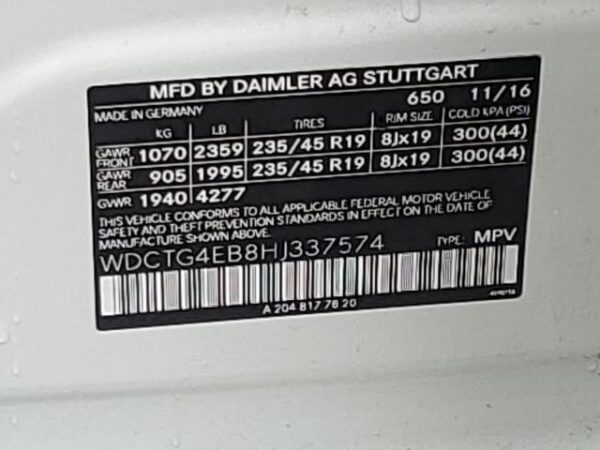 MFD BY DAIMLER AG STUTTGART
MADE IN GERMANY 650 11/16
KG LB TIRES RIM SIZE COLD KPA (PSI)
GAWR FRONT 1070 2359 235/45 R19 8Jx19 300(44)
GAWR REAR 905 1995 235/45 R19 8Jx19 300(44)
GVWR 1940 4277
THIS VEHICLE CONFORMS TO ALL APPLICABLE FEDERAL MOTOR VEHICLE
SAFETY AND THEFT PREVENTION STANDARDS IN EFFECT ON THE DATE OF
MANUFACTURE SHOWN ABOVE.
WDCTG4EB8HJ337574 TYPE: MPV
A 204 817 76 20